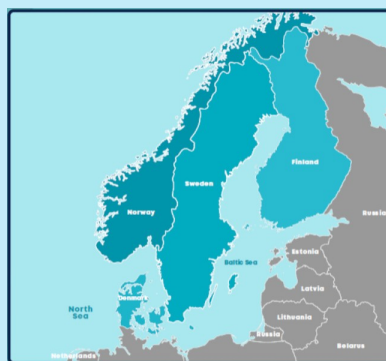 Finland
Sweden
Norway
Russia
Estonia
Baltic Sea
Latvia
Denmark
North
Sea
Lithuania
Russia
Belarus
Netherlands